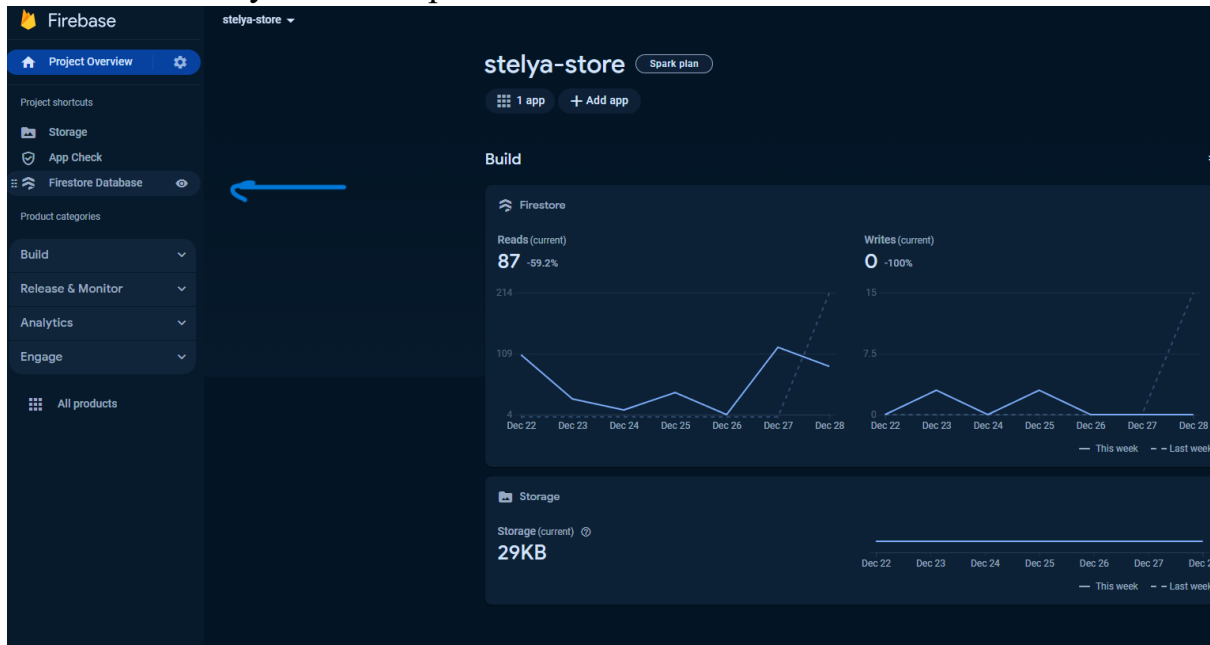 Firebase
stelya-store
Project Overview
Project shortcuts
Storage
App Check
Firestore Database
Product categories
Build
Release & Monitor
Analytics
Engage
All products
stelya-store Spark plan
1 app + Add app
Build
Firestore
Reads (current)
87 -59.2%
214
109
4
Dec 22 Dec 23 Dec 24 Dec 25 Dec 26 Dec 27 Dec 28
Writes (current)
0 -100%
15
7.5
0
Dec 22 Dec 23 Dec 24 Dec 25 Dec 26 Dec 27 Dec 28
This week Last week
Storage
Storage (current)
29KB
Dec 22 Dec 23 Dec 24 Dec 25 Dec 26 Dec 27 Dec
This week Last week